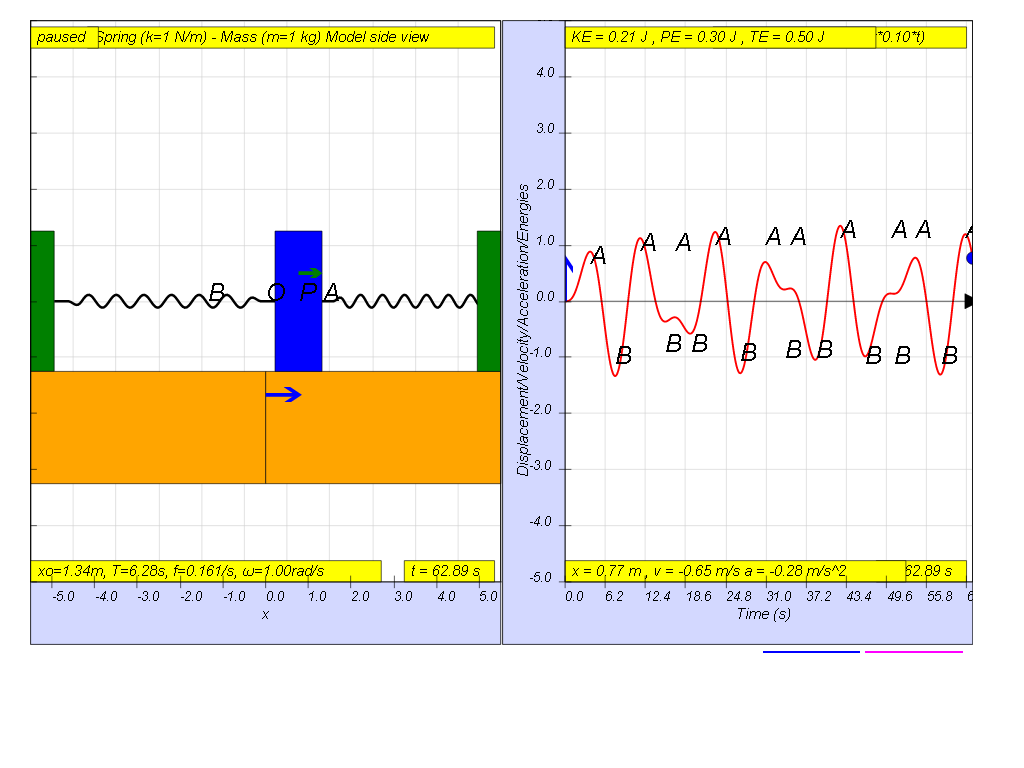 paused Spring (k=1 N/m) - Mass (m=1 kg) Model side view
B O P A
xo=1.34m, T=6.28s, f=0.161/s, ω=1.00rad/s
t = 62.89 s
-5.0 -4.0 -3.0 -2.0 -1.0 0.0 1.0 2.0 3.0 4.0 5.0
x
KE = 0.21 J , PE = 0.30 J , TE = 0.50 J
*0.10*t)
Displacement/Velocity/Acceleration/Energies
4.0
3.0
2.0
1.0
0.0
-1.0
-2.0
-3.0
-4.0
-5.0
A A A A A A A A A A
B B B B B B B B B
x = 0.77 m , v = -0.65 m/s a = -0.28 m/s^2
62.89 s
0.0 6.2 12.4 18.6 24.8 31.0 37.2 43.4 49.6 55.8 6
Time (s)